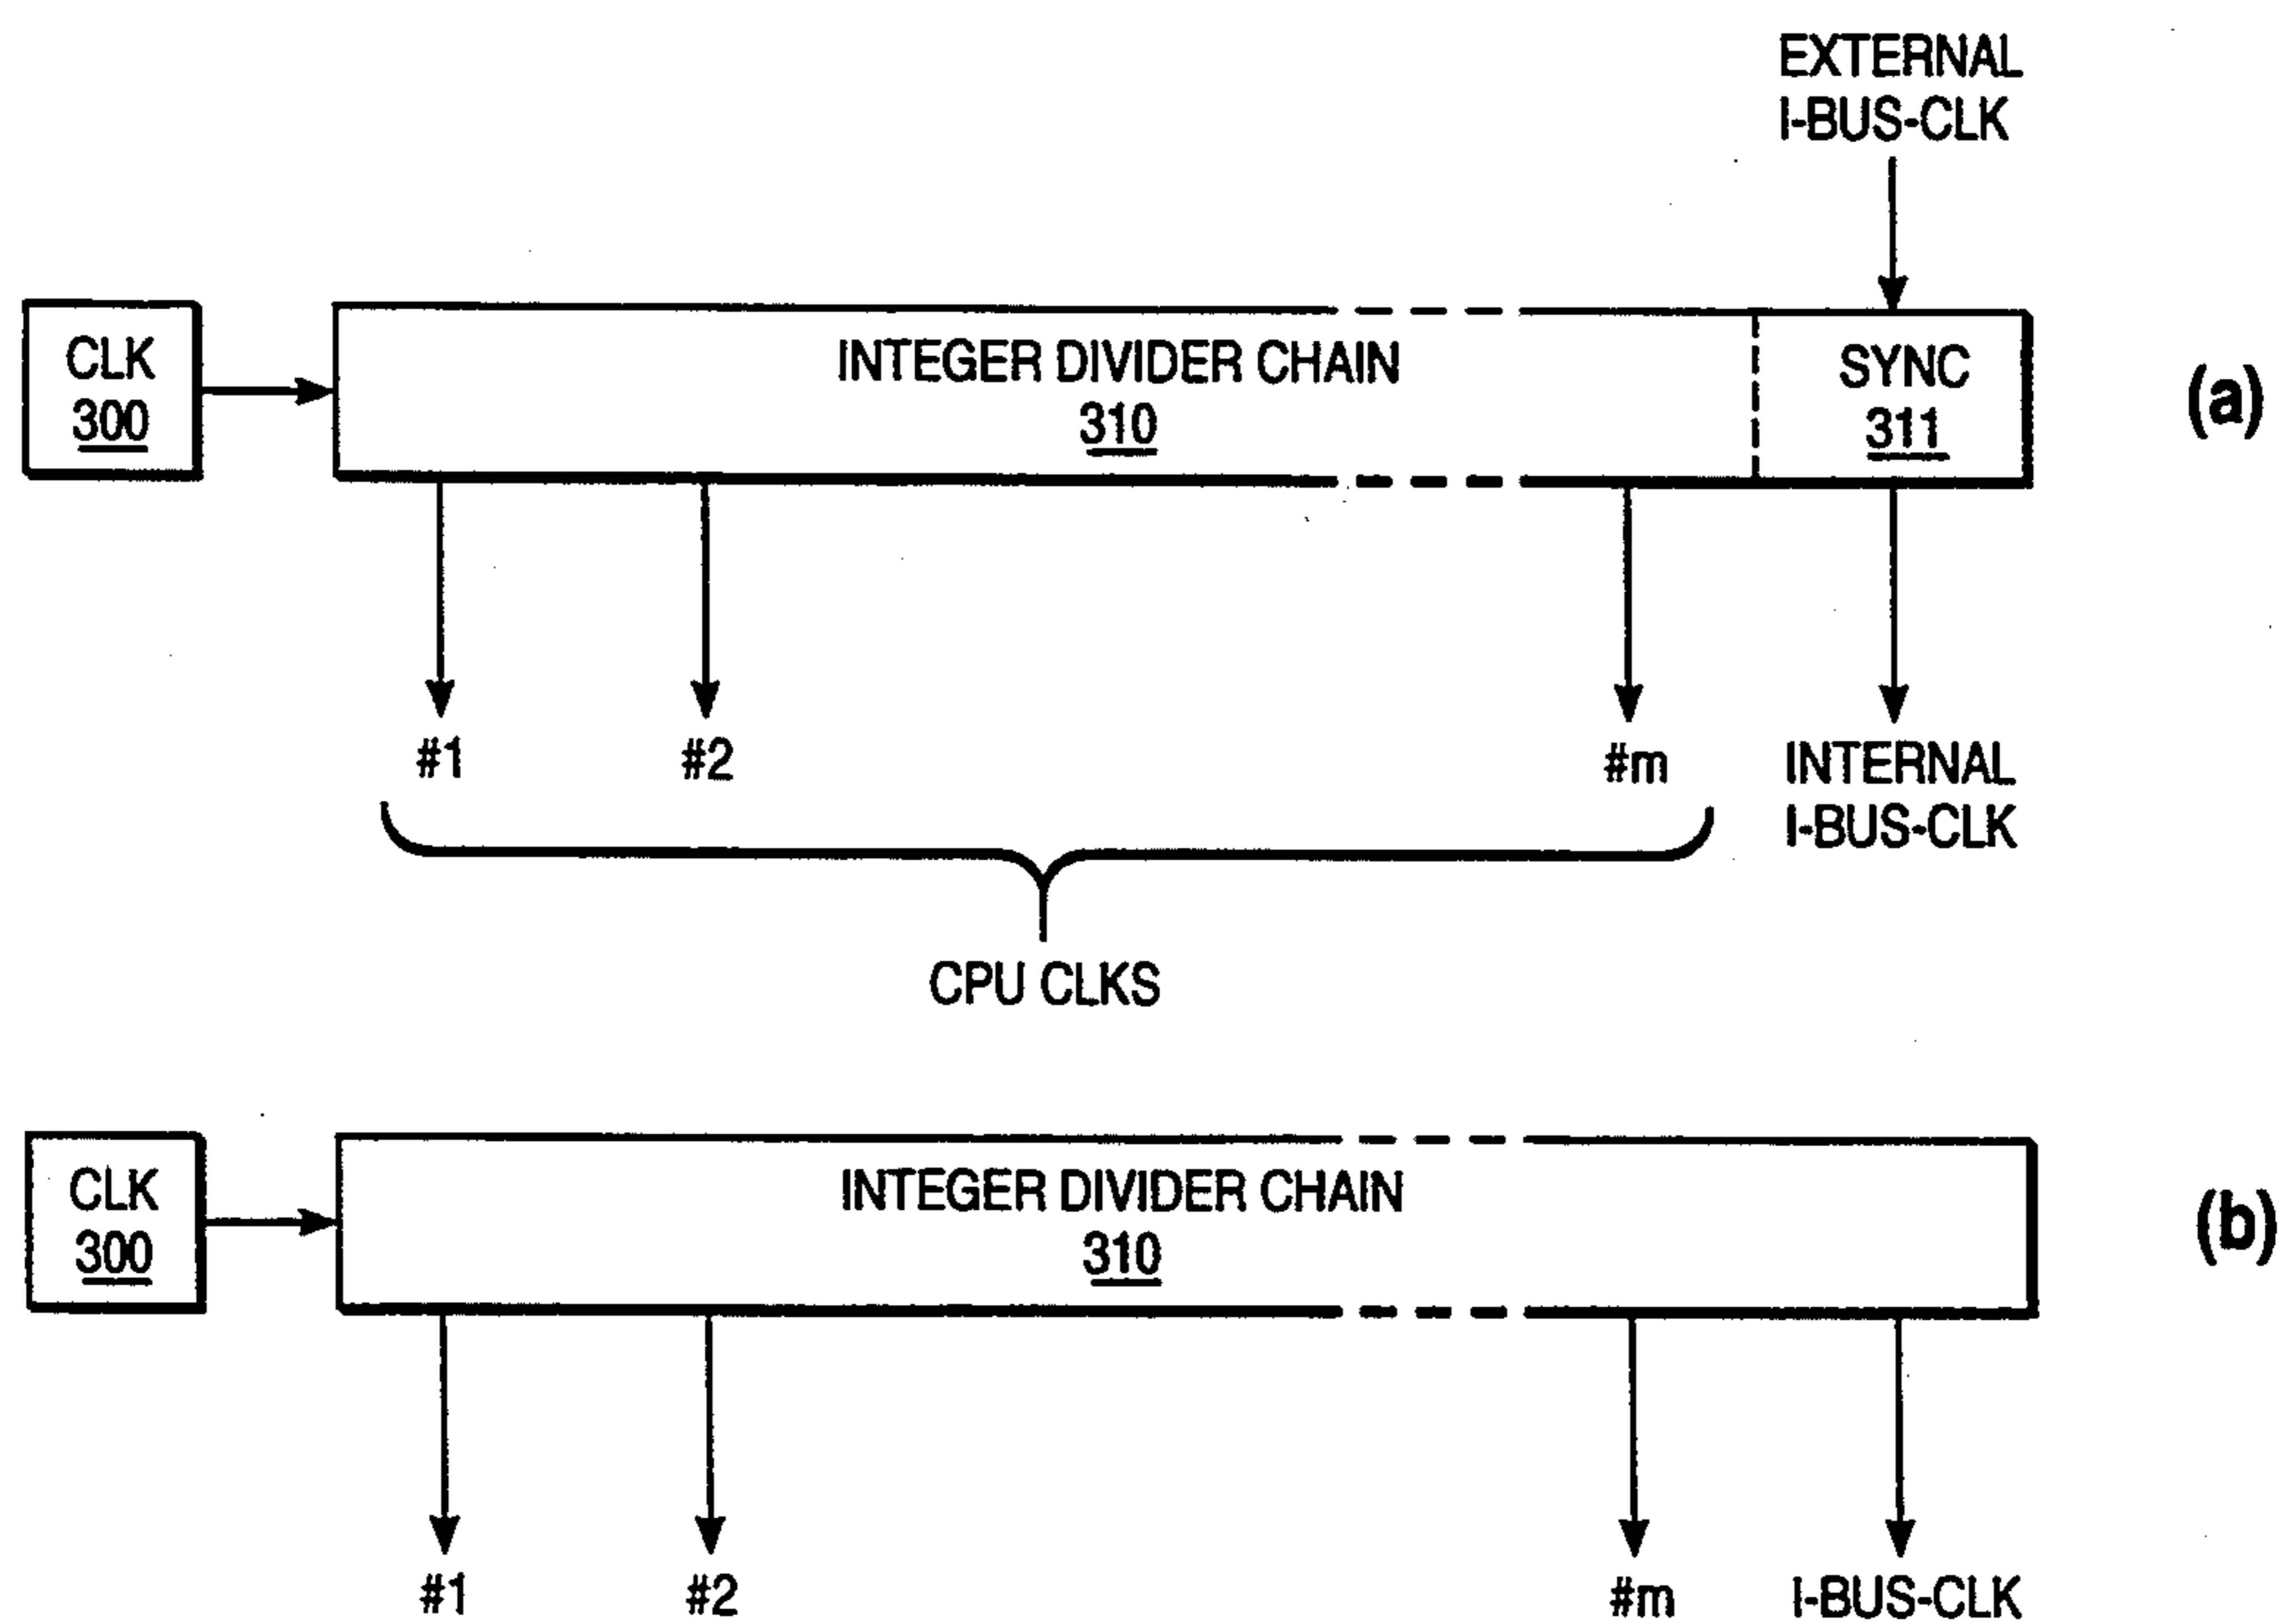 EXTERNAL
I-BUS-CLK
CLK
300
INTEGER DIVIDER CHAIN
310
SYNC
311
(a)
#1
#2
#m
INTERNAL
I-BUS-CLK
CPU CLKS
CLK
300
INTEGER DIVIDER CHAIN
310
(b)
#1
#2
#m
I-BUS-CLK